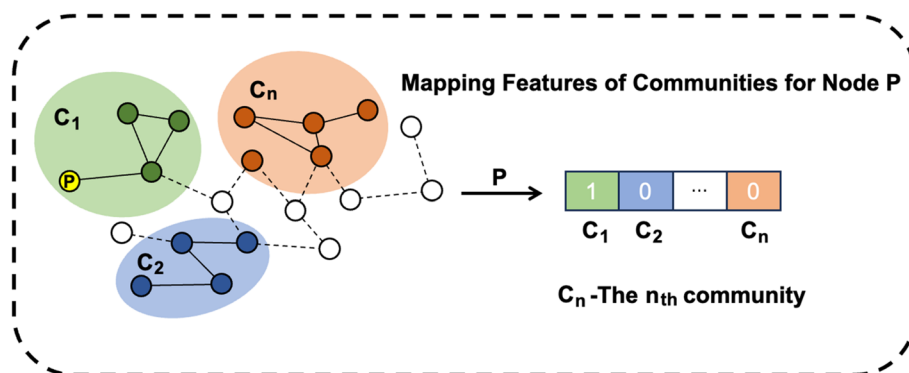 Mapping Features of Communities for Node P
C1
Cn
P
C2
P
1 0 ... 0
C1 C2 Cn
Cn -The nth community